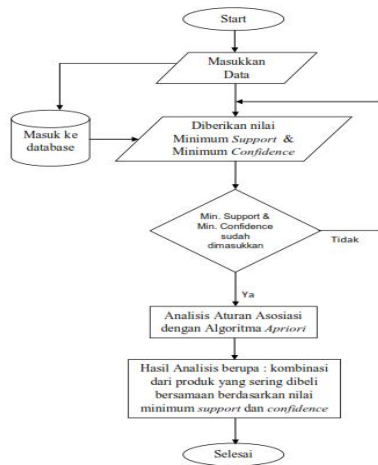 Start
Masukkan
Data
Masuk ke
database
Diberikan nilai
Minimum Support &
Minimum Confidence
Min. Support &
Min. Confidence
sudah
dimasukkan
Tidak
Ya
Analisis Aturan Asosiasi
dengan Algoritma Apriori
Hasil Analisis berupa : kombinasi
dari produk yang sering dibeli
bersamaan berdasarkan nilai
minimum support dan confidence
Selesai